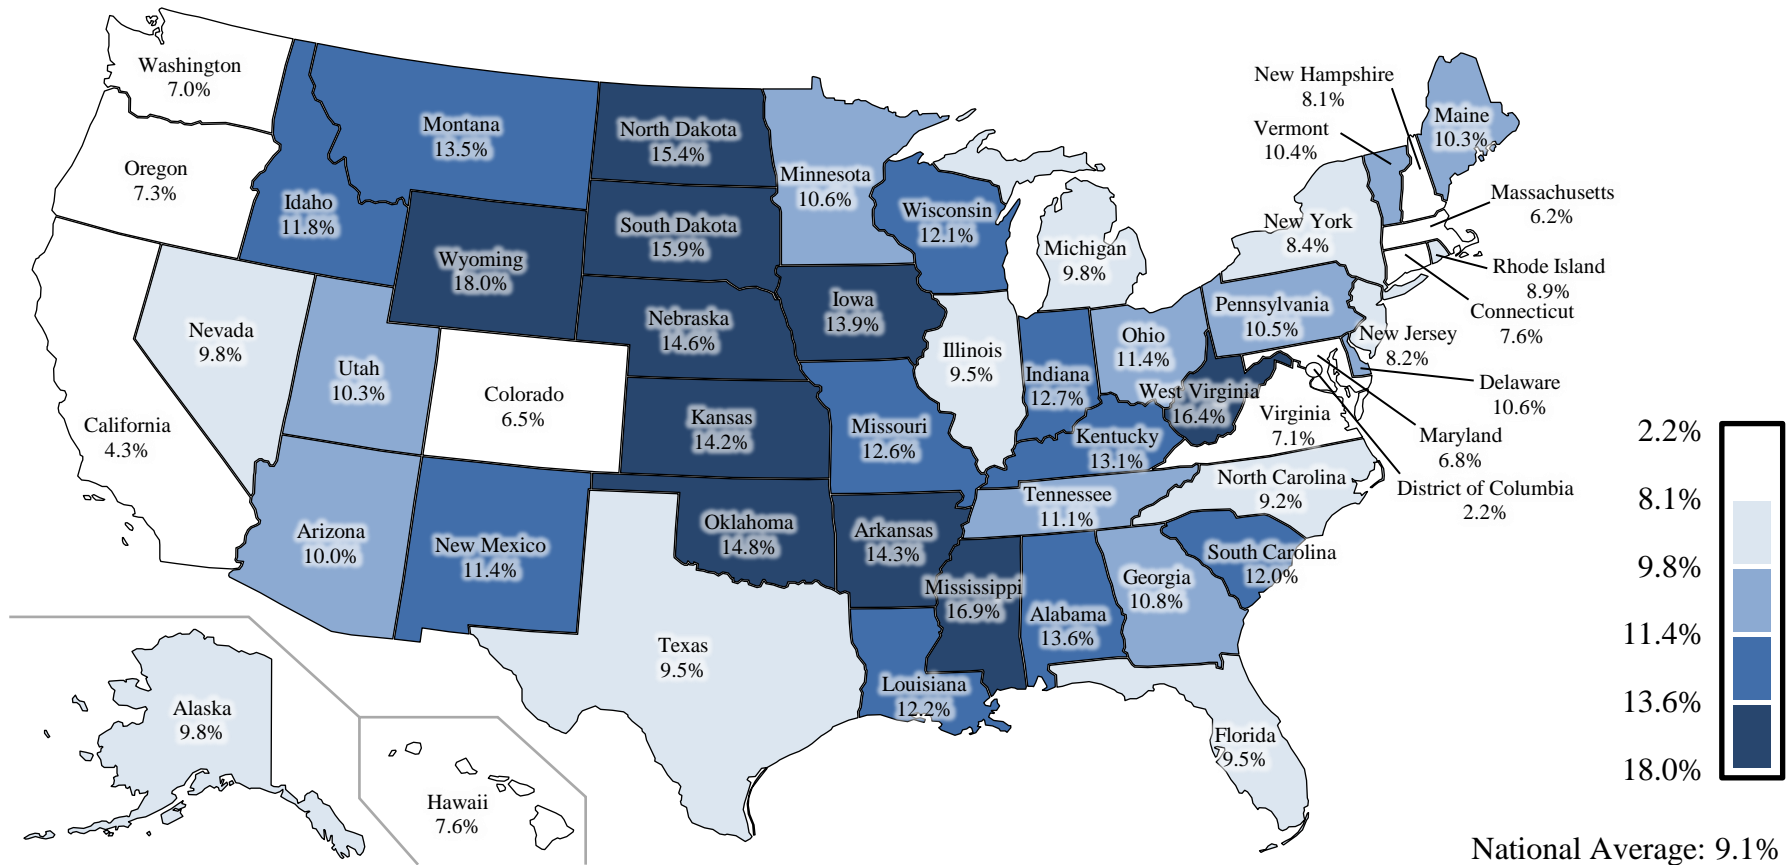 Washington
7.0%
Oregon
7.3%
California
4.3%
Nevada
9.8%
Idaho
11.8%
Montana
13.5%
Wyoming
18.0%
Utah
10.3%
Colorado
6.5%
Arizona
10.0%
New Mexico
11.4%
North Dakota
15.4%
South Dakota
15.9%
Nebraska
14.6%
Kansas
14.2%
Oklahoma
14.8%
Texas
9.5%
Minnesota
10.6%
Iowa
13.9%
Missouri
12.6%
Arkansas
14.3%
Louisiana
12.2%
Wisconsin
12.1%
Illinois
9.5%
Michigan
9.8%
Indiana
12.7%
Ohio
11.4%
Kentucky
13.1%
Tennessee
11.1%
Mississippi
16.9%
Alabama
13.6%
Georgia
10.8%
Florida
9.5%
South Carolina
12.0%
North Carolina
9.2%
Virginia
7.1%
West Virginia
16.4%
Pennsylvania
10.5%
New York
8.4%
Vermont
10.4%
New Hampshire
8.1%
Maine
10.3%
Massachusetts
6.2%
Rhode Island
8.9%
Connecticut
7.6%
New Jersey
8.2%
Delaware
10.6%
Maryland
6.8%
District of Columbia
2.2%
Alaska
9.8%
Hawaii
7.6%
2.2%
8.1%
9.8%
11.4%
13.6%
18.0%
National Average: 9.1%